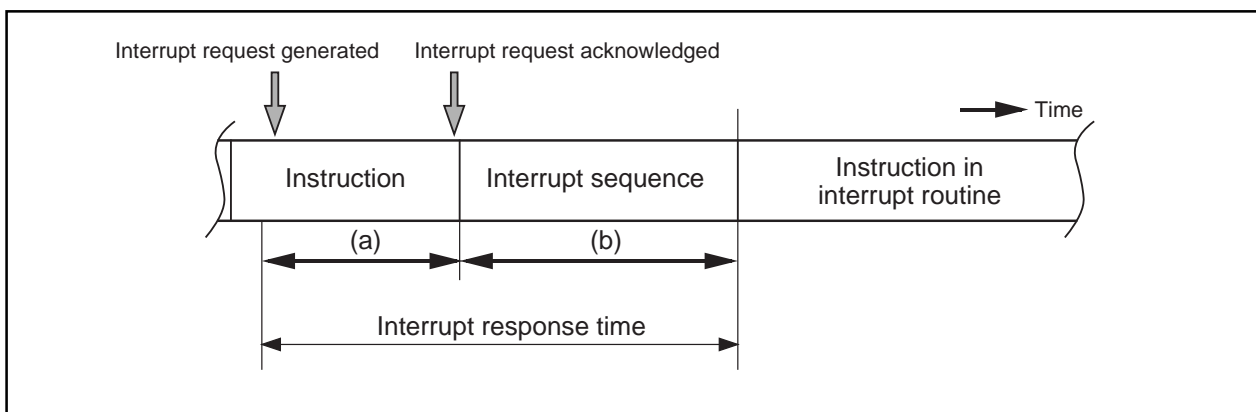 Interrupt request generated
Interrupt request acknowledged
Time
Instruction
Interrupt sequence
Instruction in
interrupt routine
(a)
(b)
Interrupt response time